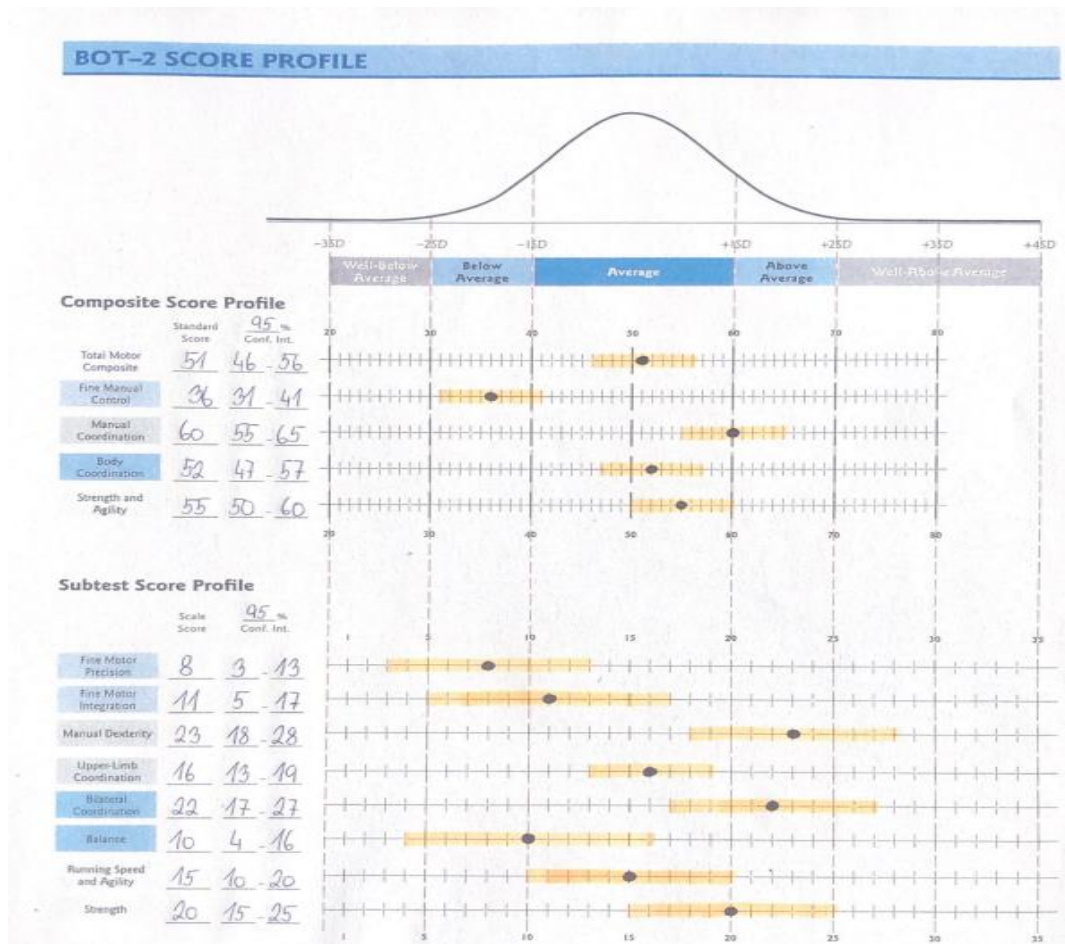 BOT–2 SCORE PROFILE
–3SD –2SD –1SD +1SD +2SD +3SD +4SD
Well-Below Average Below Average Average Above Average Well-Above Average
Composite Score Profile
Standard Score 95 % Conf. Int. 20 30 40 50 60 70 80
Total Motor Composite 51 46 - 56
Fine Manual Control 36 31 - 41
Manual Coordination 60 55 - 65
Body Coordination 52 47 - 57
Strength and Agility 55 50 - 60
20 30 40 50 60 70 80
Subtest Score Profile
Scale Score 95 % Conf. Int. 1 5 10 15 20 25 30 35
Fine Motor Precision 8 3 - 13
Fine Motor Integration 11 5 - 17
Manual Dexterity 23 18 - 28
Upper-Limb Coordination 16 13 - 19
Bilateral Coordination 22 17 - 27
Balance 10 4 - 16
Running Speed and Agility 15 10 - 20
Strength 20 15 - 25
1 5 10 15 20 25 30 35